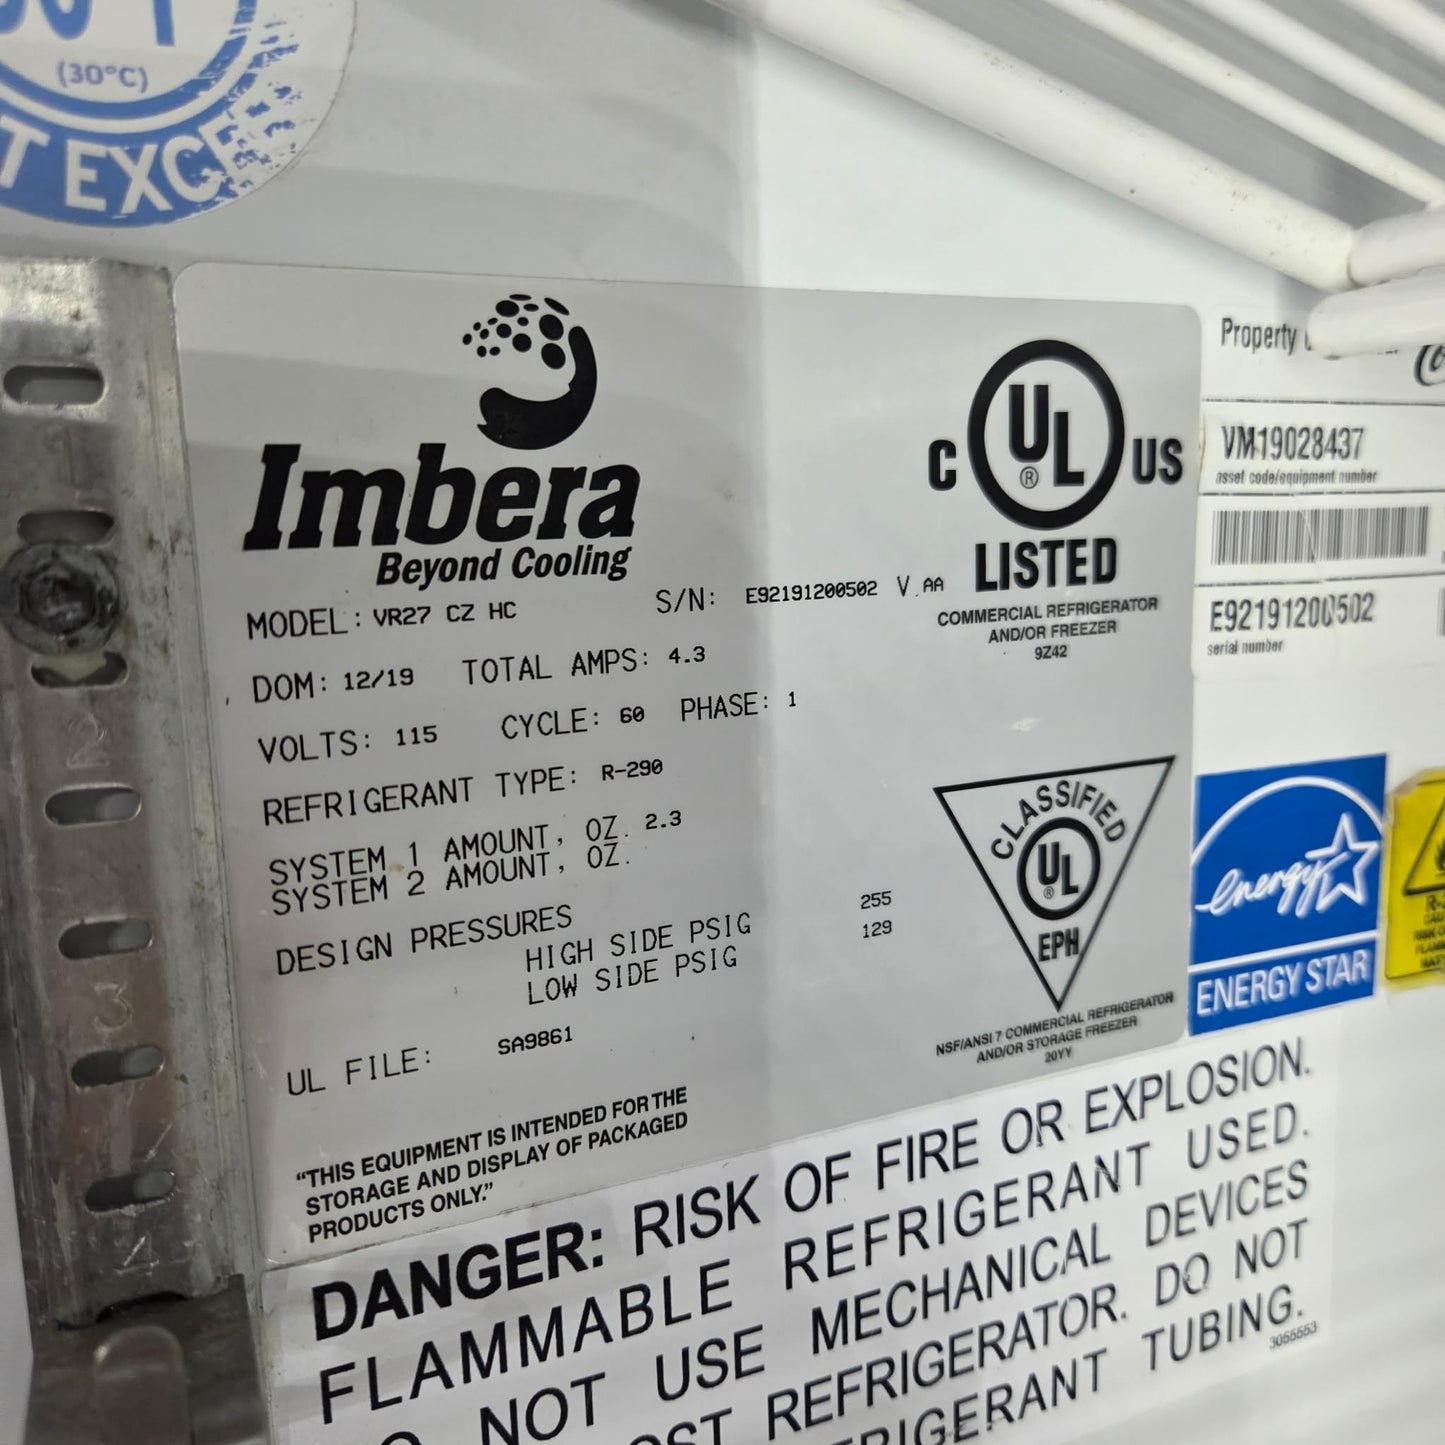 (30°C)
Imbera
Beyond Cooling
MODEL: VR27 CZ HC S/N: E92191200502 V.AA
DOM: 12/19 TOTAL AMPS: 4.3
VOLTS: 115 CYCLE: 60 PHASE: 1
REFRIGERANT TYPE: R-290
SYSTEM 1 AMOUNT, OZ. 2.3
SYSTEM 2 AMOUNT, OZ.
DESIGN PRESSURES
HIGH SIDE PSIG 255
LOW SIDE PSIG 129
UL FILE: SA9861
"THIS EQUIPMENT IS INTENDED FOR THE
STORAGE AND DISPLAY OF PACKAGED
PRODUCTS ONLY."
C UL® US
LISTED
COMMERCIAL REFRIGERATOR
AND/OR FREEZER
9Z42
CLASSIFIED
UL®
EPH
NSF/ANSI 7 COMMERCIAL REFRIGERATOR
AND/OR STORAGE FREEZER
20YY
Property
VM19028437
asset code/equipment number
E92191200502
serial number
energy
ENERGY STAR
DANGER: RISK OF FIRE OR EXPLOSION.
FLAMMABLE REFRIGERANT USED.
NOT USE MECHANICAL DEVICES
REFRIGERATOR. DO NOT
TUBING.
3055553
2
3
4